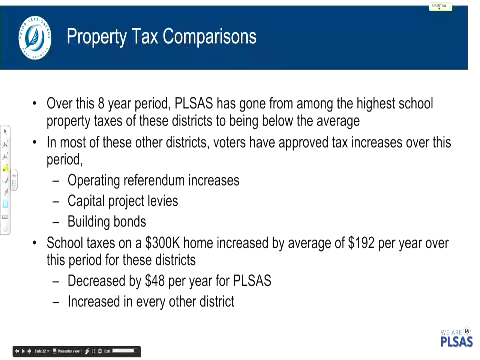 Property Tax Comparisons
• Over this 8 year period, PLSAS has gone from among the highest school
property taxes of these districts to being below the average
• In most of these other districts, voters have approved tax increases over this
period,
– Operating referendum increases
– Capital project levies
– Building bonds
• School taxes on a $300K home increased by average of $192 per year over
this period for these districts
– Decreased by $48 per year for PLSAS
– Increased in every other district
WE ARE
PLSAS